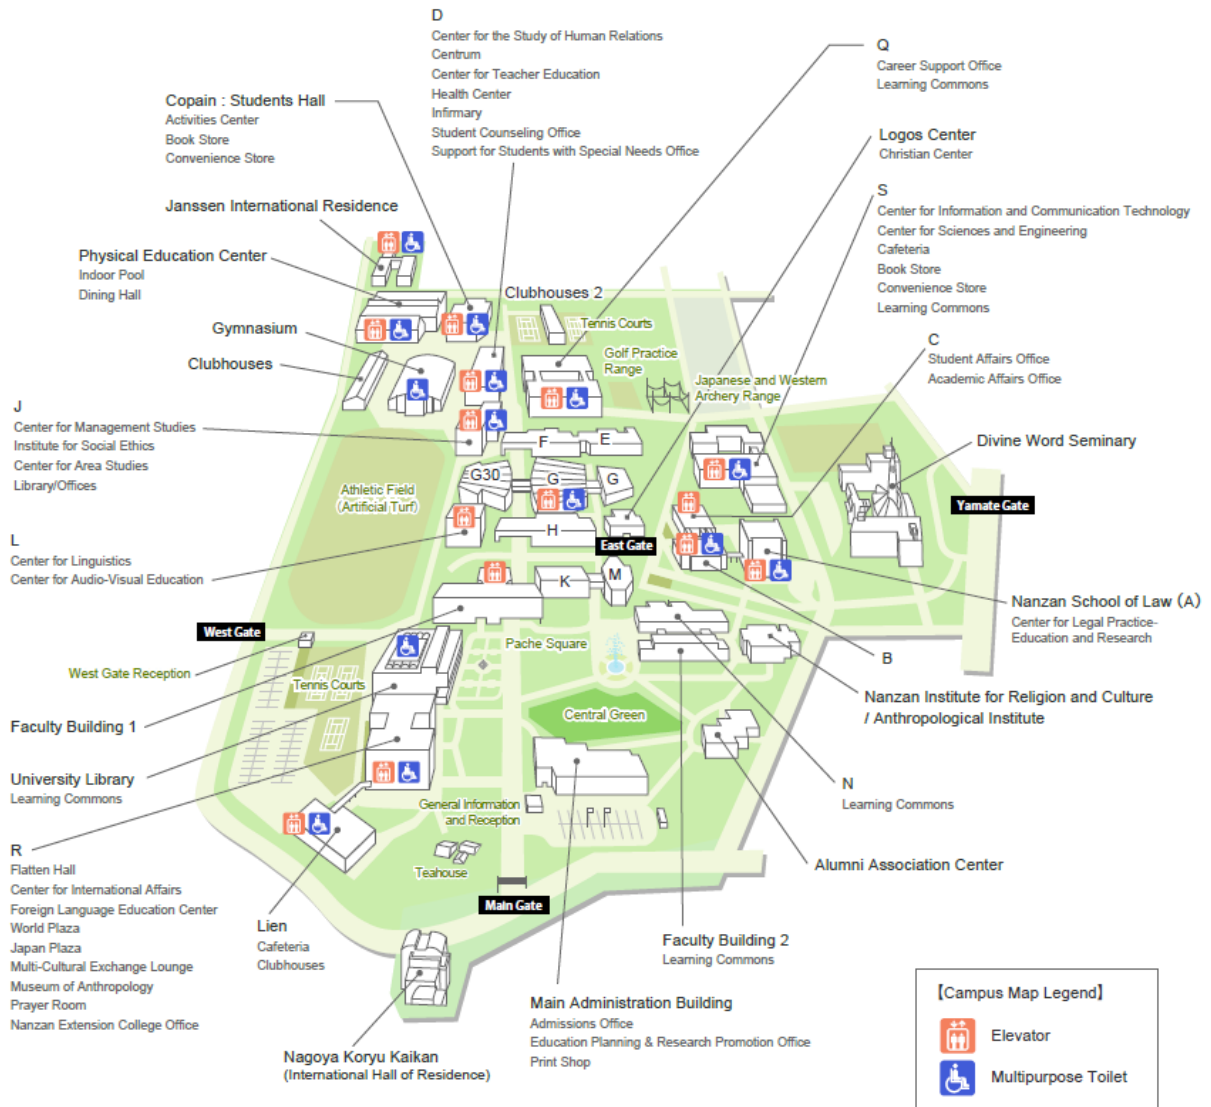 D
Center for the Study of Human Relations
Centrum
Center for Teacher Education
Health Center
Infirmary
Student Counseling Office
Support for Students with Special Needs Office
Q
Career Support Office
Learning Commons
Copain : Students Hall
Activities Center
Book Store
Convenience Store
Logos Center
Christian Center
S
Center for Information and Communication Technology
Center for Sciences and Engineering
Cafeteria
Book Store
Convenience Store
Learning Commons
Janssen International Residence
Physical Education Center
Indoor Pool
Dining Hall
Gymnasium
Clubhouses
Clubhouses 2
Tennis Courts
Golf Practice
Range
Japanese and Western
Archery Range
C
Student Affairs Office
Academic Affairs Office
J
Center for Management Studies
Institute for Social Ethics
Center for Area Studies
Library/Offices
F
E
G30
G
G
H
K
M
Athletic Field
(Artificial Turf)
Divine Word Seminary
Yamate Gate
East Gate
L
Center for Linguistics
Center for Audio-Visual Education
Nanzan School of Law (A)
Center for Legal Practice-
Education and Research
B
West Gate
West Gate Reception
Pache Square
Tennis Courts
Central Green
Nanzan Institute for Religion and Culture
/ Anthropological Institute
Faculty Building 1
University Library
Learning Commons
N
Learning Commons
General Information
and Reception
P P
Teahouse
Main Gate
Alumni Association Center
R
Flatten Hall
Center for International Affairs
Foreign Language Education Center
World Plaza
Japan Plaza
Multi-Cultural Exchange Lounge
Museum of Anthropology
Prayer Room
Nanzan Extension College Office
Lien
Cafeteria
Clubhouses
Faculty Building 2
Learning Commons
Main Administration Building
Admissions Office
Education Planning & Research Promotion Office
Print Shop
Nagoya Koryu Kaikan
(International Hall of Residence)
【Campus Map Legend】
Elevator
Multipurpose Toilet